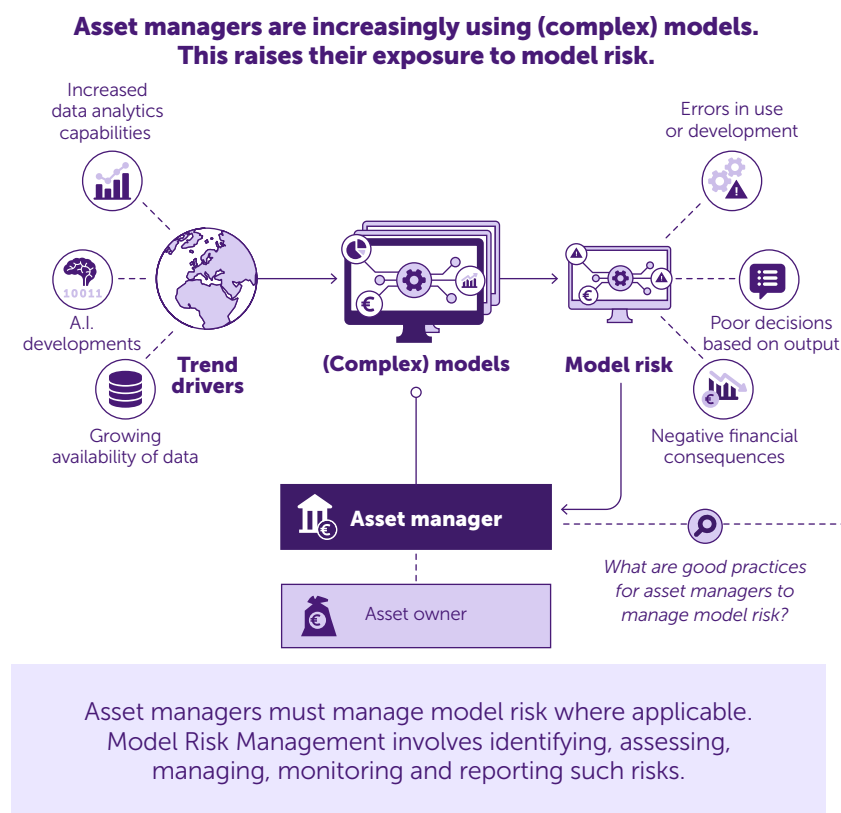 Asset managers are increasingly using (complex) models.
This raises their exposure to model risk.
Increased
data analytics
capabilities
Errors in use
or development
10011
A.I.
developments
Trend
drivers
(Complex) models
€
Model risk
€
Poor decisions
based on output
€
Growing
availability of data
Negative financial
consequences
€
Asset manager
What are good practices
for asset managers to
manage model risk?
€
Asset owner
Asset managers must manage model risk where applicable.
Model Risk Management involves identifying, assessing,
managing, monitoring and reporting such risks.